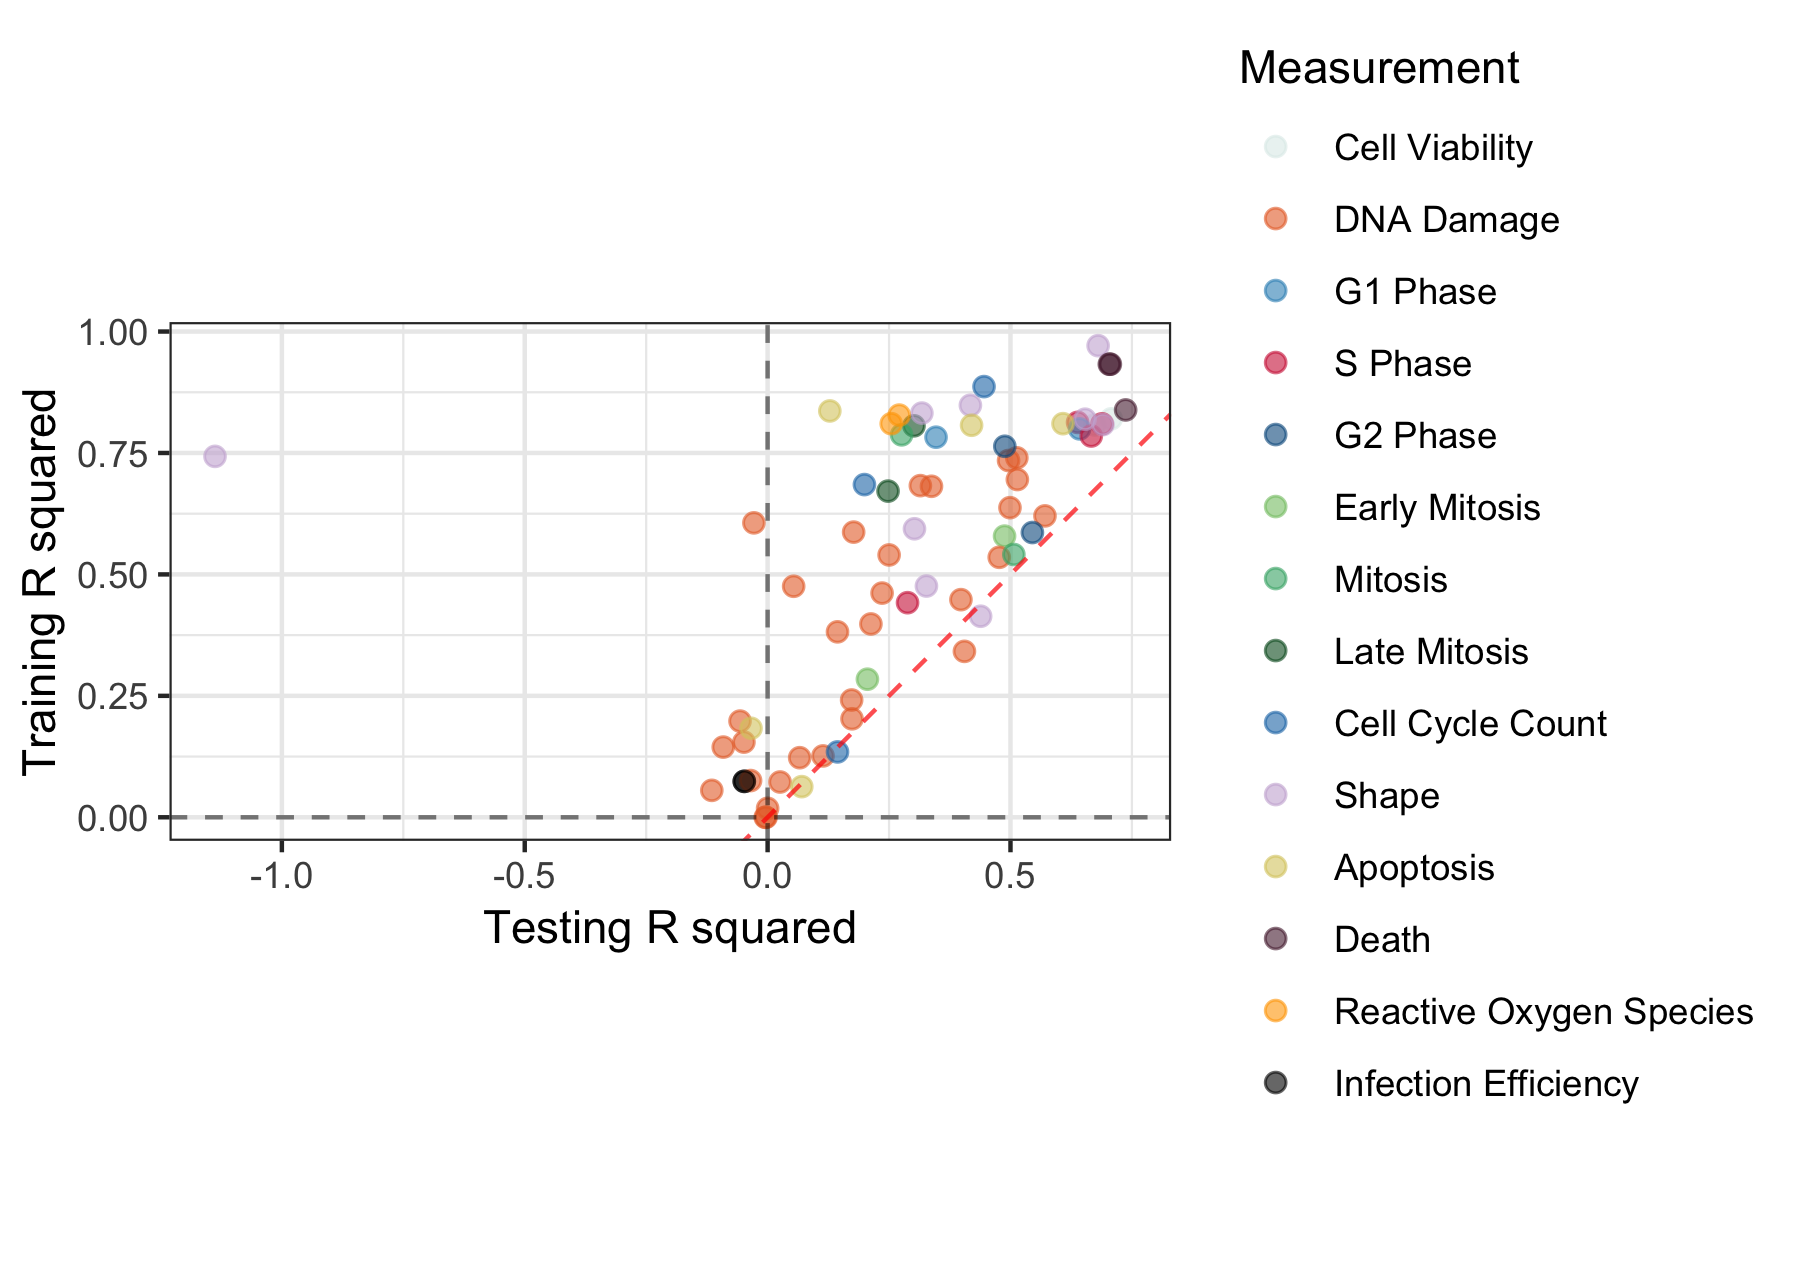 Measurement
Cell Viability
DNA Damage
G1 Phase
S Phase
G2 Phase
Early Mitosis
Mitosis
Late Mitosis
Cell Cycle Count
Shape
Apoptosis
Death
Reactive Oxygen Species
Infection Efficiency
Training R squared
1.00
0.75
0.50
0.25
0.00
-1.0
-0.5
0.0
0.5
Testing R squared